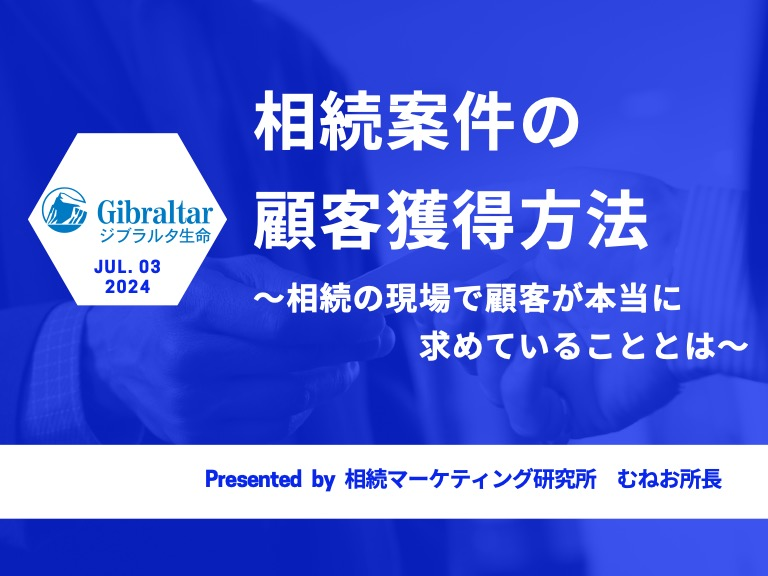 相続案件の
顧客獲得方法
～相続の現場で顧客が本当に
求めていることとは～
Gibraltar
ジブラルタ生命
JUL. 03
2024
Presented by 相続マーケティング研究所 むねお所長